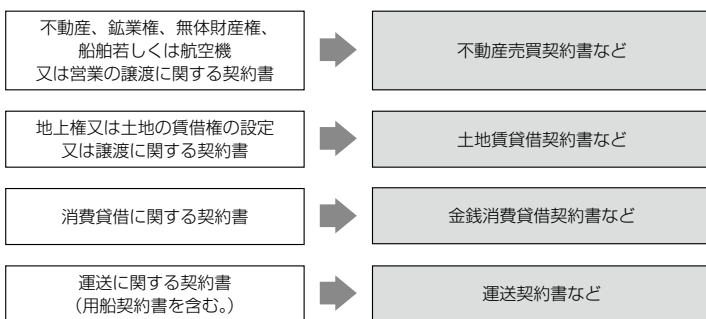 不動産、鉱業権、無体財産権、
船舶若しくは航空機
又は営業の譲渡に関する契約書
不動産売買契約書など
地上権又は土地の賃借権の設定
又は譲渡に関する契約書
土地賃貸借契約書など
消費貸借に関する契約書
金銭消費貸借契約書など
運送に関する契約書
（用船契約書を含む。）
運送契約書など